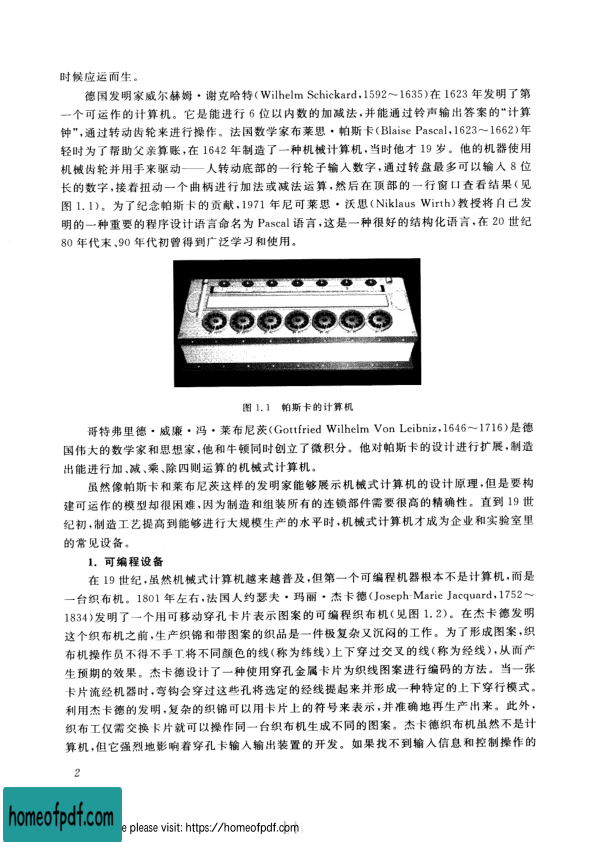 时候应运而生。
德国发明家威尔赫姆·谢克哈特(Wilhelm Schickard,1592～1635)在 1623 年发明了第
一个可运作的计算机。它是能进行 6 位以内数的加减法,并能通过铃声输出答案的“计算
钟”,通过转动齿轮来进行操作。法国数学家布莱思·帕斯卡(Blaise Pascal,1623～1662)年
轻时为了帮助父亲算账,在 1642 年制造了一种机械计算机,当时他才 19 岁。他的机器使用
机械齿轮并用手来驱动——人转动底部的一行轮子输入数字,通过转盘最多可以输入 8 位
长的数字,接着扭动一个曲柄进行加法或减法运算,然后在顶部的一行窗口查看结果(见
图 1.1)。为了纪念帕斯卡的贡献,1971 年尼可莱思·沃思(Niklaus Wirth)教授将自己发
明的一种重要的程序设计语言命名为 Pascal 语言,这是一种很好的结构化语言,在 20 世纪
80 年代末、90 年代初曾得到广泛学习和使用。
图 1.1 帕斯卡的计算机
哥特弗里德·威廉·冯·莱布尼茨(Gottfried Wilhelm Von Leibniz,1646～1716)是德
国伟大的数学家和思想家,他和牛顿同时创立了微积分。他对帕斯卡的设计进行扩展,制造
出能进行加、减、乘、除四则运算的机械式计算机。
虽然像帕斯卡和莱布尼茨这样的发明家能够展示机械式计算机的设计原理,但是要构
建可运作的模型却很困难,因为制造和组装所有的连锁部件需要很高的精确性。直到 19 世
纪初,制造工艺提高到能够进行大规模生产的水平时,机械式计算机才成为企业和实验室里
的常见设备。
1. 可编程设备
在 19 世纪,虽然机械式计算机越来越普及,但第一个可编程机器根本不是计算机,而是
一台织布机。1801 年左右,法国人约瑟夫·玛丽·杰卡德(Joseph-Marie Jacquard,1752～
1834)发明了一个用可移动穿孔卡片表示图案的可编程织布机(见图 1.2)。在杰卡德发明
这个织布机之前,生产织锦和带图案的织品是一件极复杂又沉闷的工作。为了形成图案,织
布机操作员不得不手工将不同颜色的线(称为纬线)上下穿过交叉的线(称为经线),从而产
生预期的效果。杰卡德设计了一种使用穿孔金属卡片为织线图案进行编码的方法。当一张
卡片流经机器时,弯钩会穿过这些孔将选定的经线提起来并形成一种特定的上下穿行模式。
利用杰卡德的发明,复杂的织锦可以用卡片上的符号来表示,并准确地再生产出来。此外,
织布工仅需交换卡片就可以操作同一台织布机生成不同的图案。杰卡德织布机虽然不是计
算机,但它强烈地影响着穿孔卡输入输出装置的开发。如果找不到输入信息和控制操作的
2
homeofpdf.com
e please visit: https://homeofpdf.com